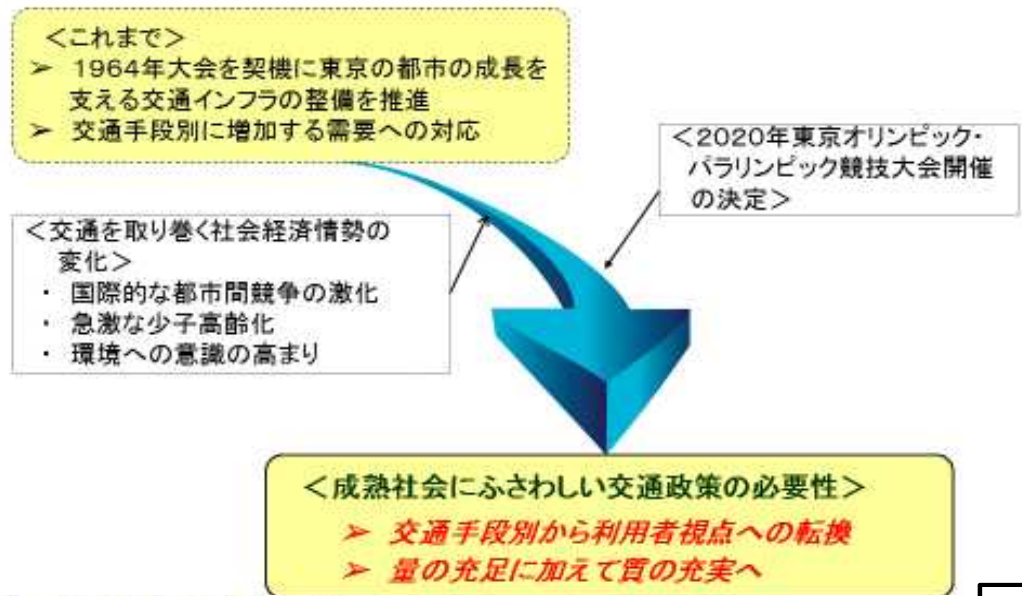 ＜これまで＞
➢ 1964年大会を契機に東京の都市の成長を
支える交通インフラの整備を推進
➢ 交通手段別に増加する需要への対応
＜2020年東京オリンピック・
パラリンピック競技大会開催
の決定＞
＜交通を取り巻く社会経済情勢の
変化＞
・ 国際的な都市間競争の激化
・ 急激な少子高齢化
・ 環境への意識の高まり
＜成熟社会にふさわしい交通政策の必要性＞
➢ 交通手段別から利用者視点への転換
➢ 量の充足に加えて質の充実へ